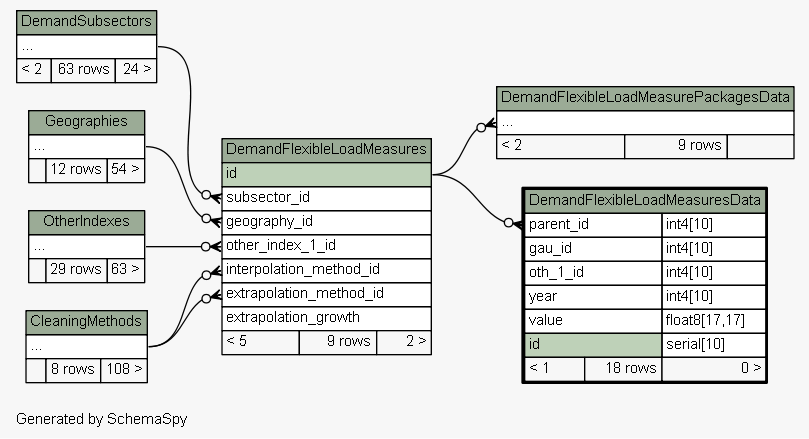 DemandSubsectors
...
< 2 63 rows 24 >
Geographies
...
12 rows 54 >
OtherIndexes
...
29 rows 63 >
CleaningMethods
...
8 rows 108 >
DemandFlexibleLoadMeasures
id
subsector_id
geography_id
other_index_1_id
interpolation_method_id
extrapolation_method_id
extrapolation_growth
< 5 9 rows 2 >
DemandFlexibleLoadMeasurePackagesData
...
< 2 9 rows
DemandFlexibleLoadMeasuresData
parent_id int4[10]
gau_id int4[10]
oth_1_id int4[10]
year int4[10]
value float8[17,17]
id serial[10]
< 1 18 rows 0 >
Generated by SchemaSpy